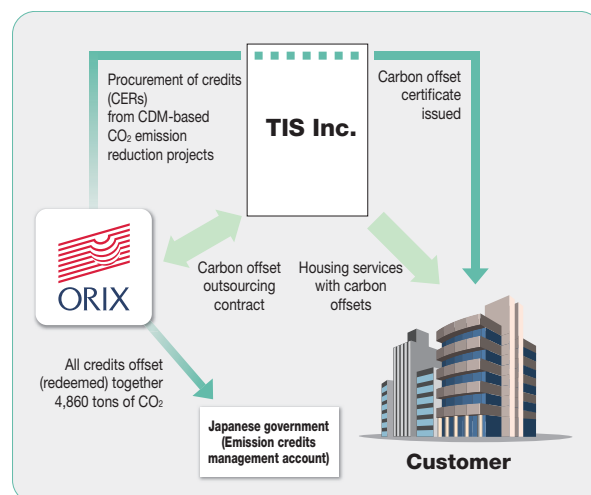 Procurement of credits
(CERs)
from CDM-based
CO₂ emission
reduction projects
TIS Inc.
Carbon offset
certificate
issued
ORIX
Carbon offset
outsourcing
contract
Housing services
with carbon
offsets
All credits offset
(redeemed) together
4,860 tons of CO₂
Japanese government
(Emission credits
management account)
Customer